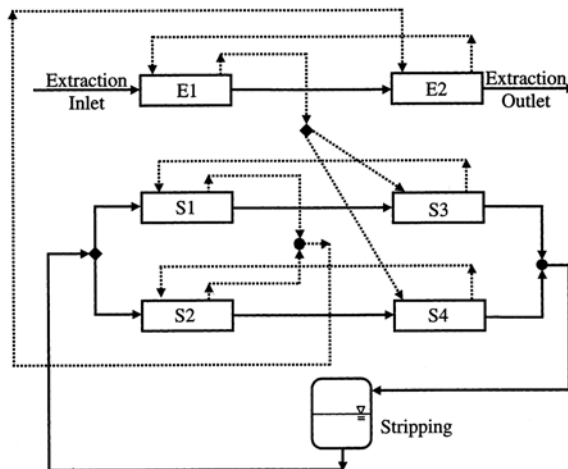 Extraction
Inlet
E1
E2
Extraction
Outlet
S1
S3
S2
S4
Stripping